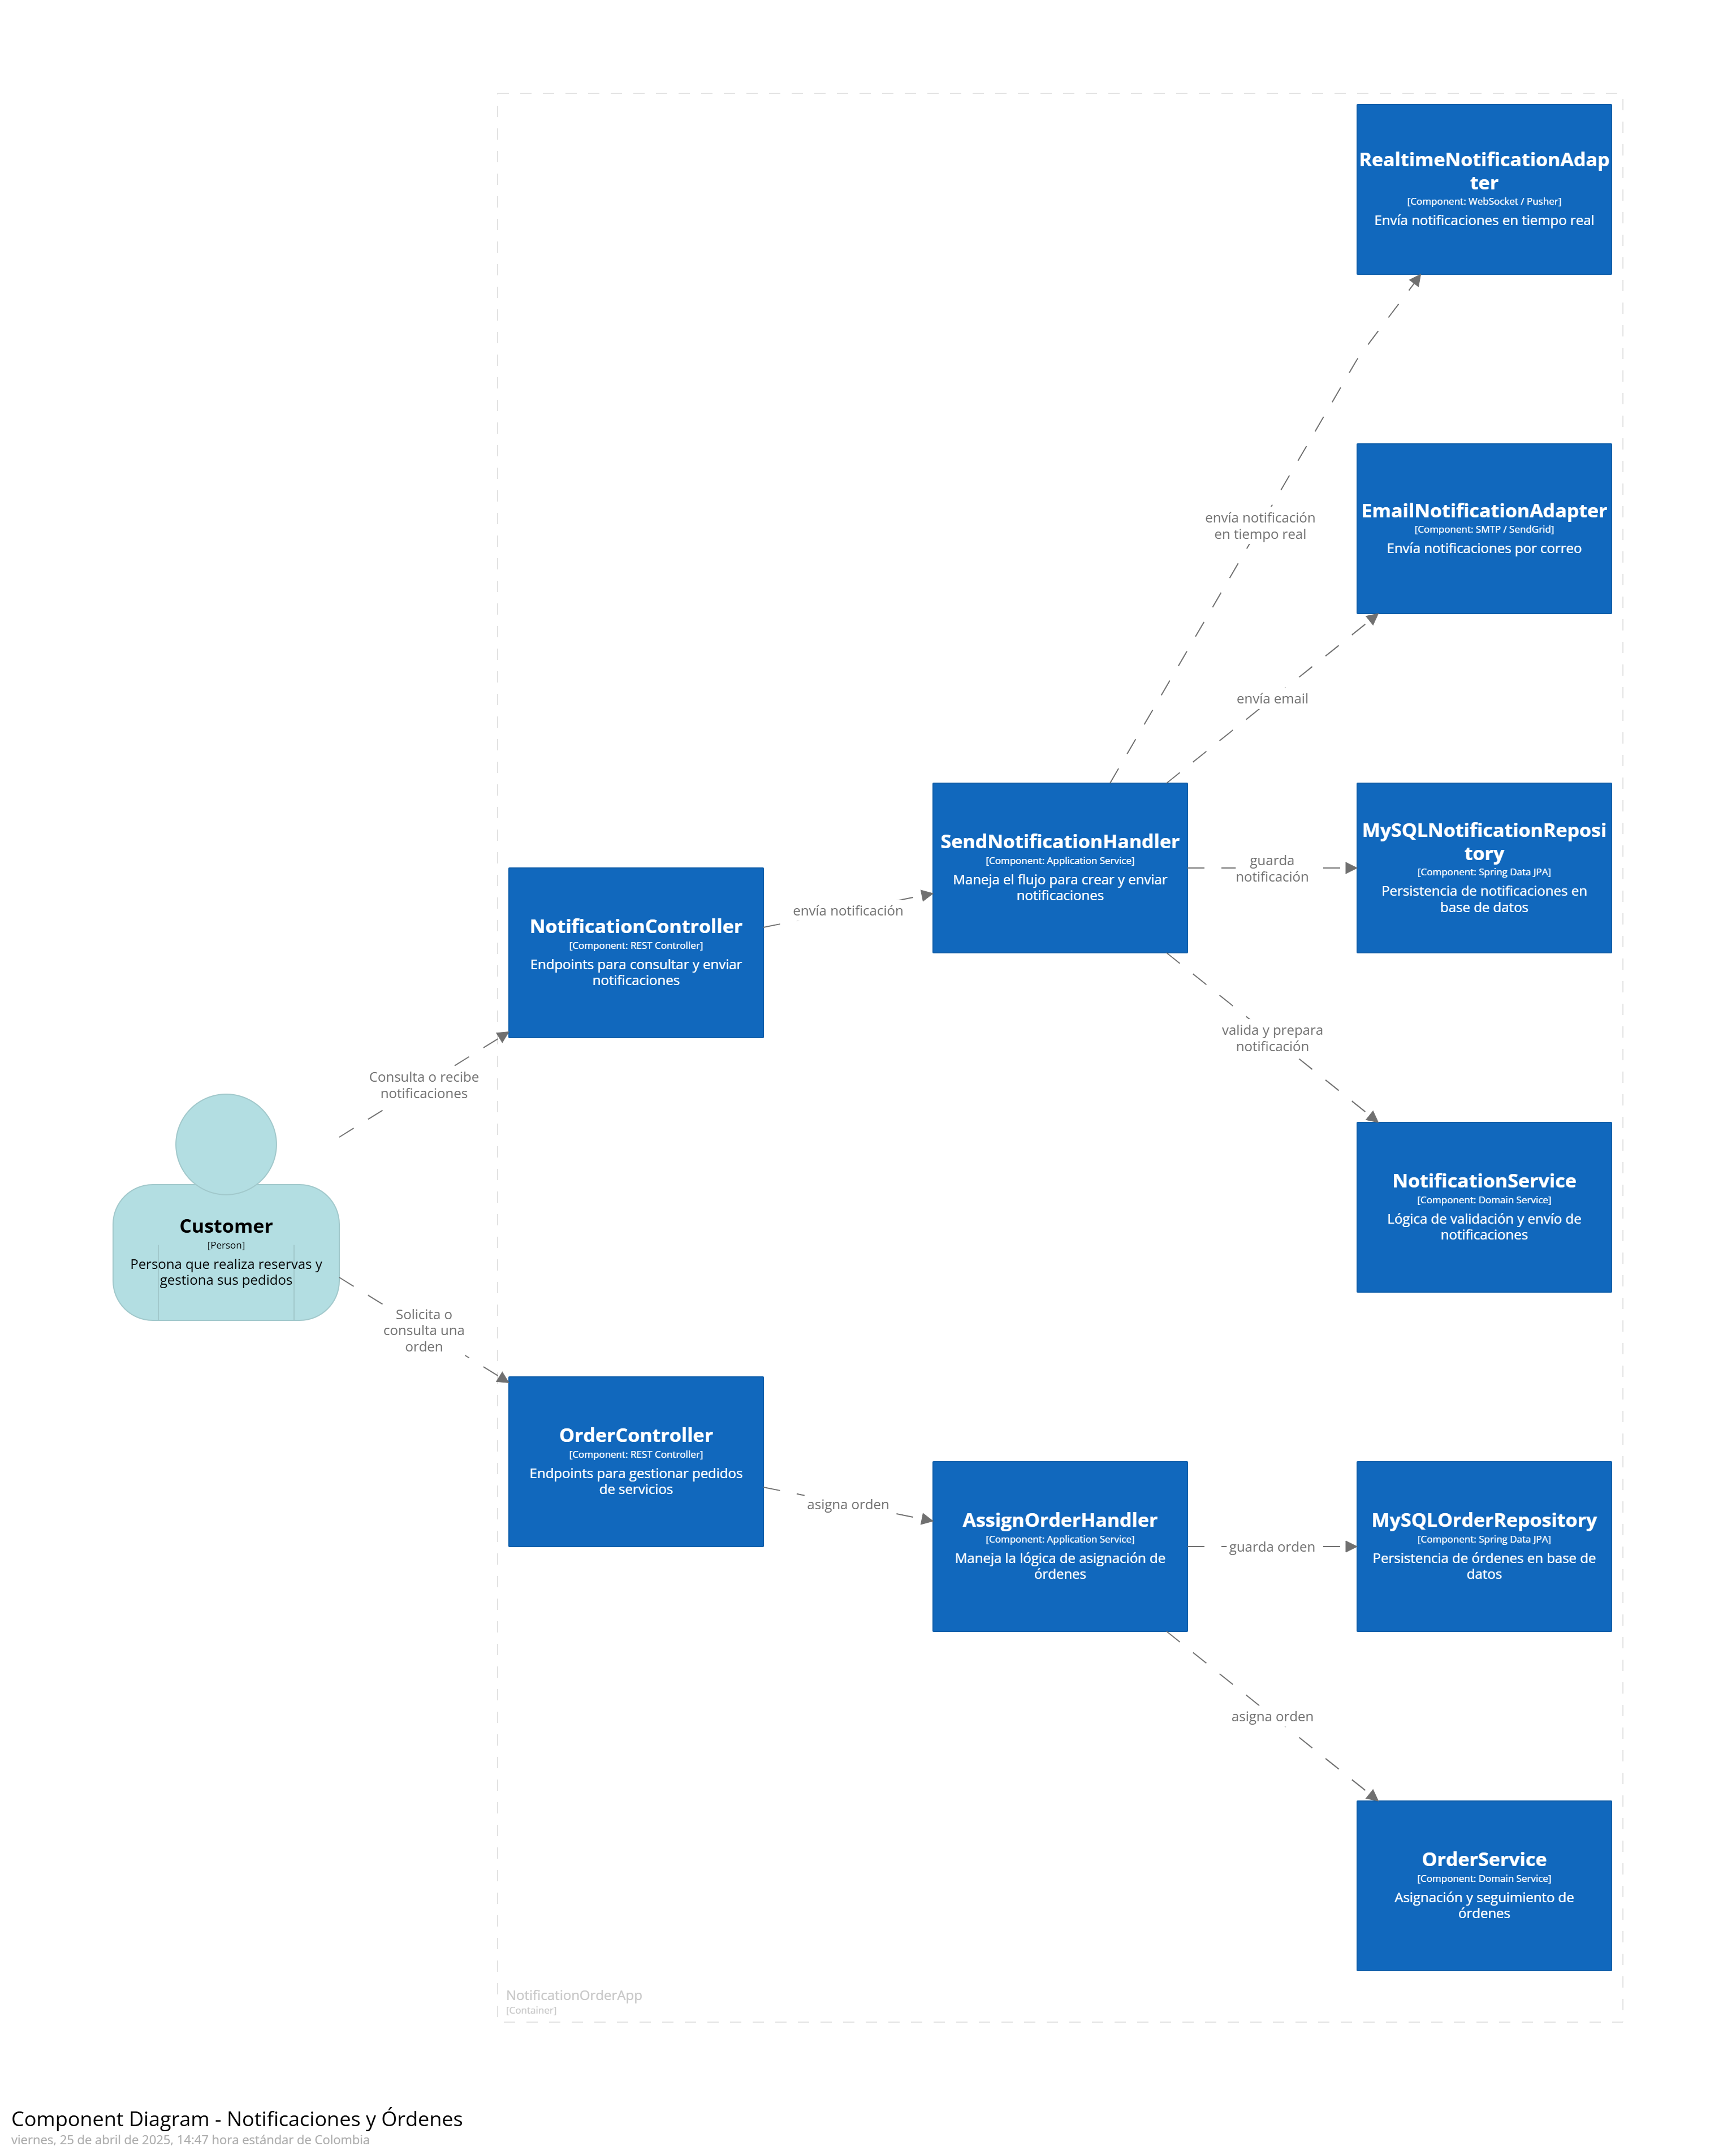 RealtimeNotificationAdap
ter
[Component: WebSocket / Pusher]
Envía notificaciones en tiempo real
envía notificación
en tiempo real
EmailNotificationAdapter
[Component: SMTP / SendGrid]
Envía notificaciones por correo
envía email
SendNotificationHandler
[Component: Application Service]
Maneja el flujo para crear y enviar
notificaciones
guarda
notificación
MySQLNotificationReposi
tory
[Component: Spring Data JPA]
Persistencia de notificaciones en
base de datos
NotificationController
[Component: REST Controller]
Endpoints para consultar y enviar
notificaciones
envía notificación
valida y prepara
notificación
Consulta o recibe
notificaciones
NotificationService
[Component: Domain Service]
Lógica de validación y envío de
notificaciones
Customer
[Person]
Persona que realiza reservas y
gestiona sus pedidos
Solicita o
consulta una
orden
OrderController
[Component: REST Controller]
Endpoints para gestionar pedidos
de servicios
asigna orden
AssignOrderHandler
[Component: Application Service]
Maneja la lógica de asignación de
órdenes
guarda orden
MySQLOrderRepository
[Component: Spring Data JPA]
Persistencia de órdenes en base de
datos
asigna orden
OrderService
[Component: Domain Service]
Asignación y seguimiento de
órdenes
NotificationOrderApp
[Container]
Component Diagram - Notificaciones y Órdenes
viernes, 25 de abril de 2025, 14:47 hora estándar de Colombia